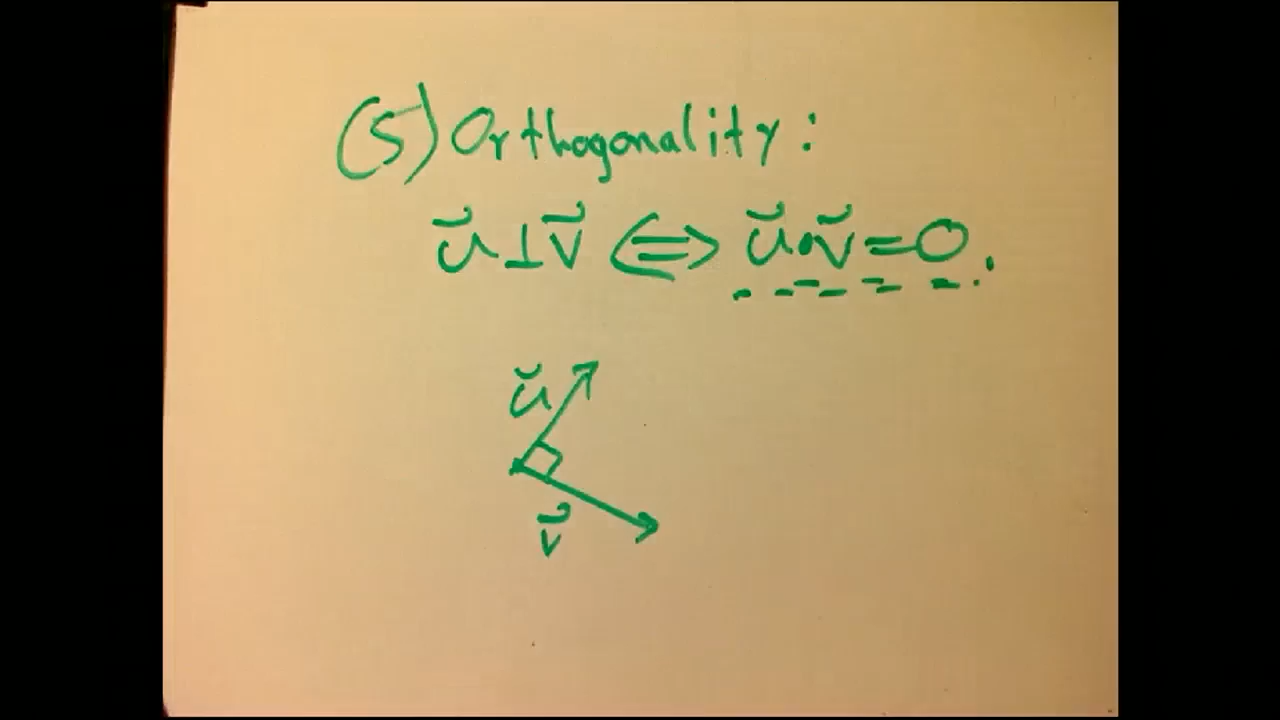 (5) Orthogonality:
u⃗ ⊥ v⃗ ⟺ u⃗ • v⃗ = 0.
u⃗
v⃗